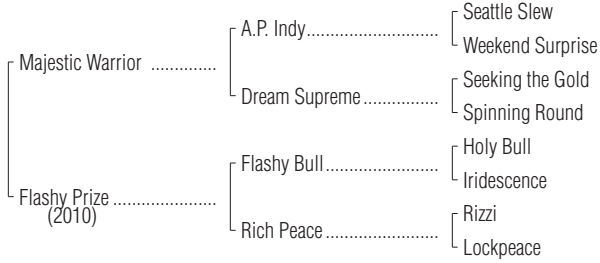 Seattle Slew
A.P. Indy
Weekend Surprise
Majestic Warrior
Seeking the Gold
Dream Supreme
Spinning Round
Holy Bull
Flashy Bull
Iridescence
Flashy Prize
(2010)
Rizzi
Rich Peace
Lockpeace